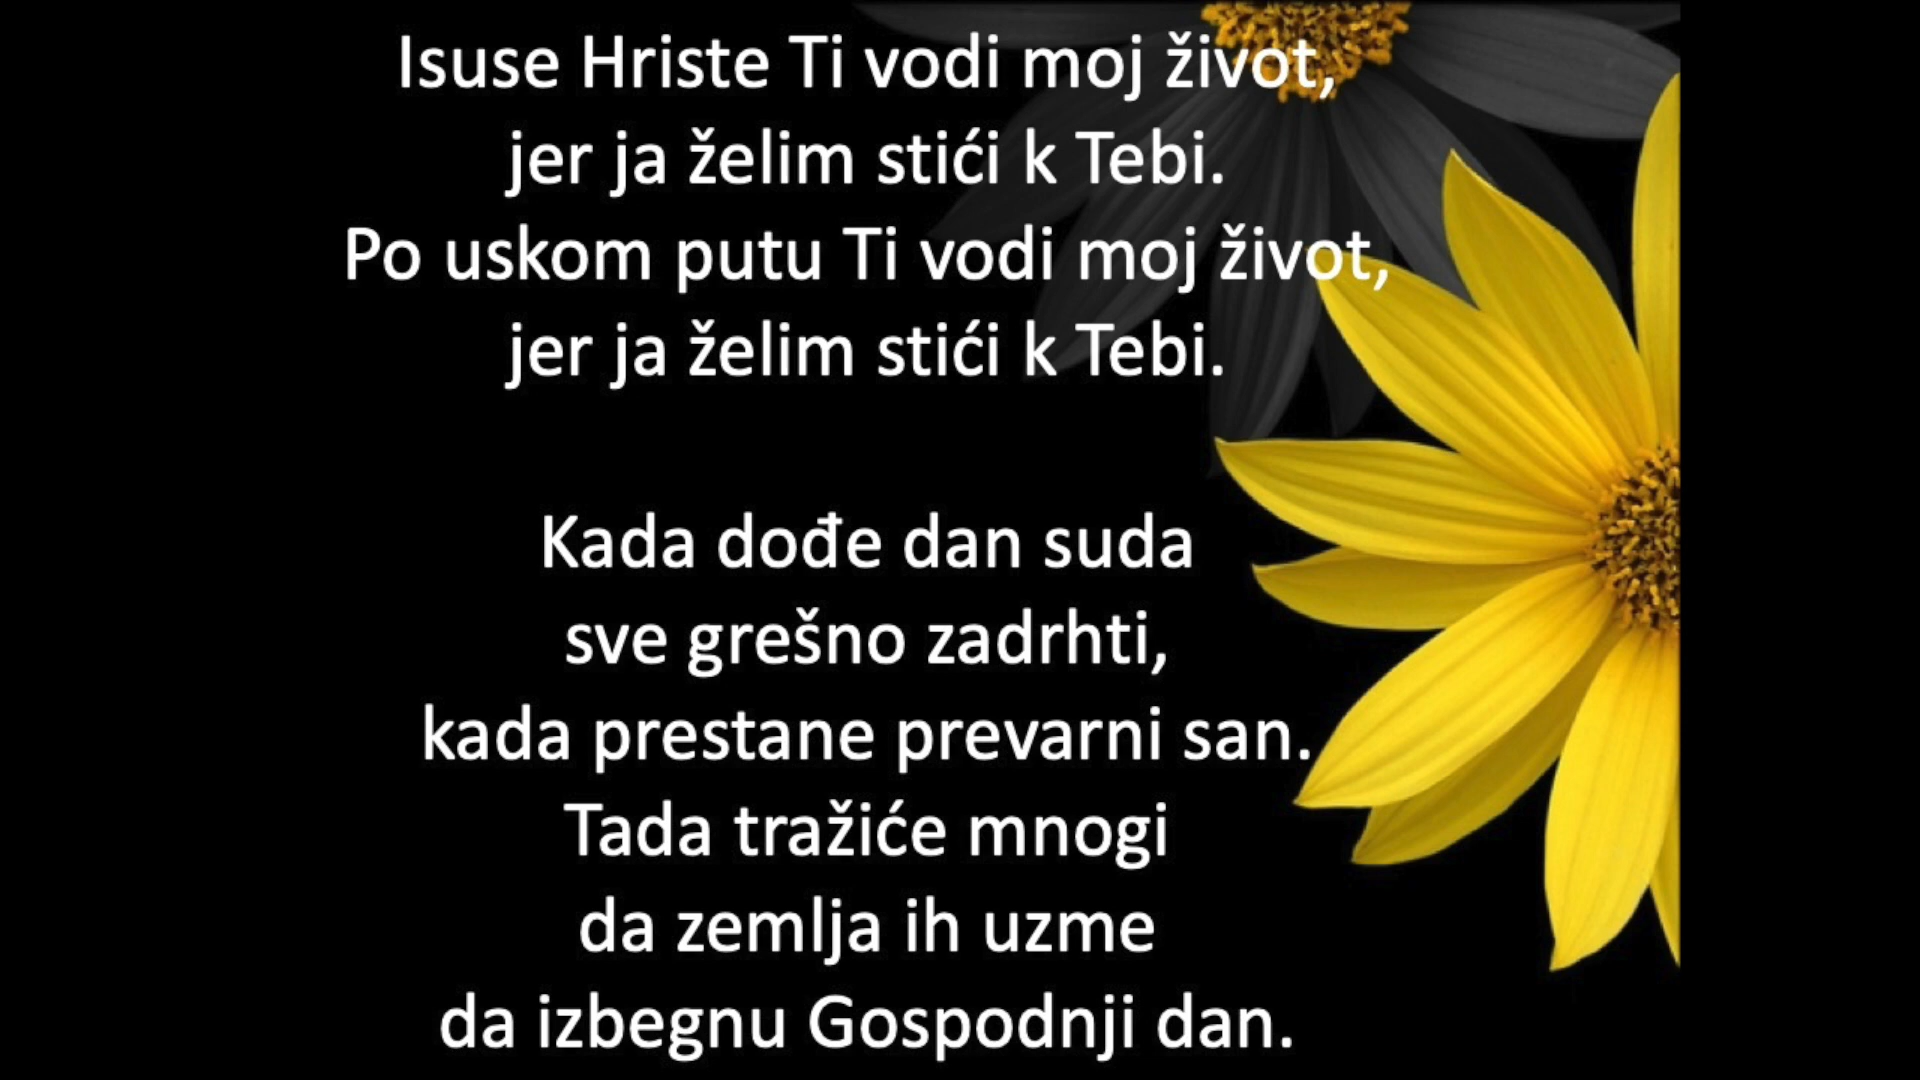 Isuse Hriste Ti vodi moj život,
jer ja želim stići k Tebi.
Po uskom putu Ti vodi moj život,
jer ja želim stići k Tebi.
Kada dođe dan suda
sve grešno zadrhti,
kada prestane prevarni san.
Tada tražiće mnogi
da zemlja ih uzme
da izbegnu Gospodnji dan.